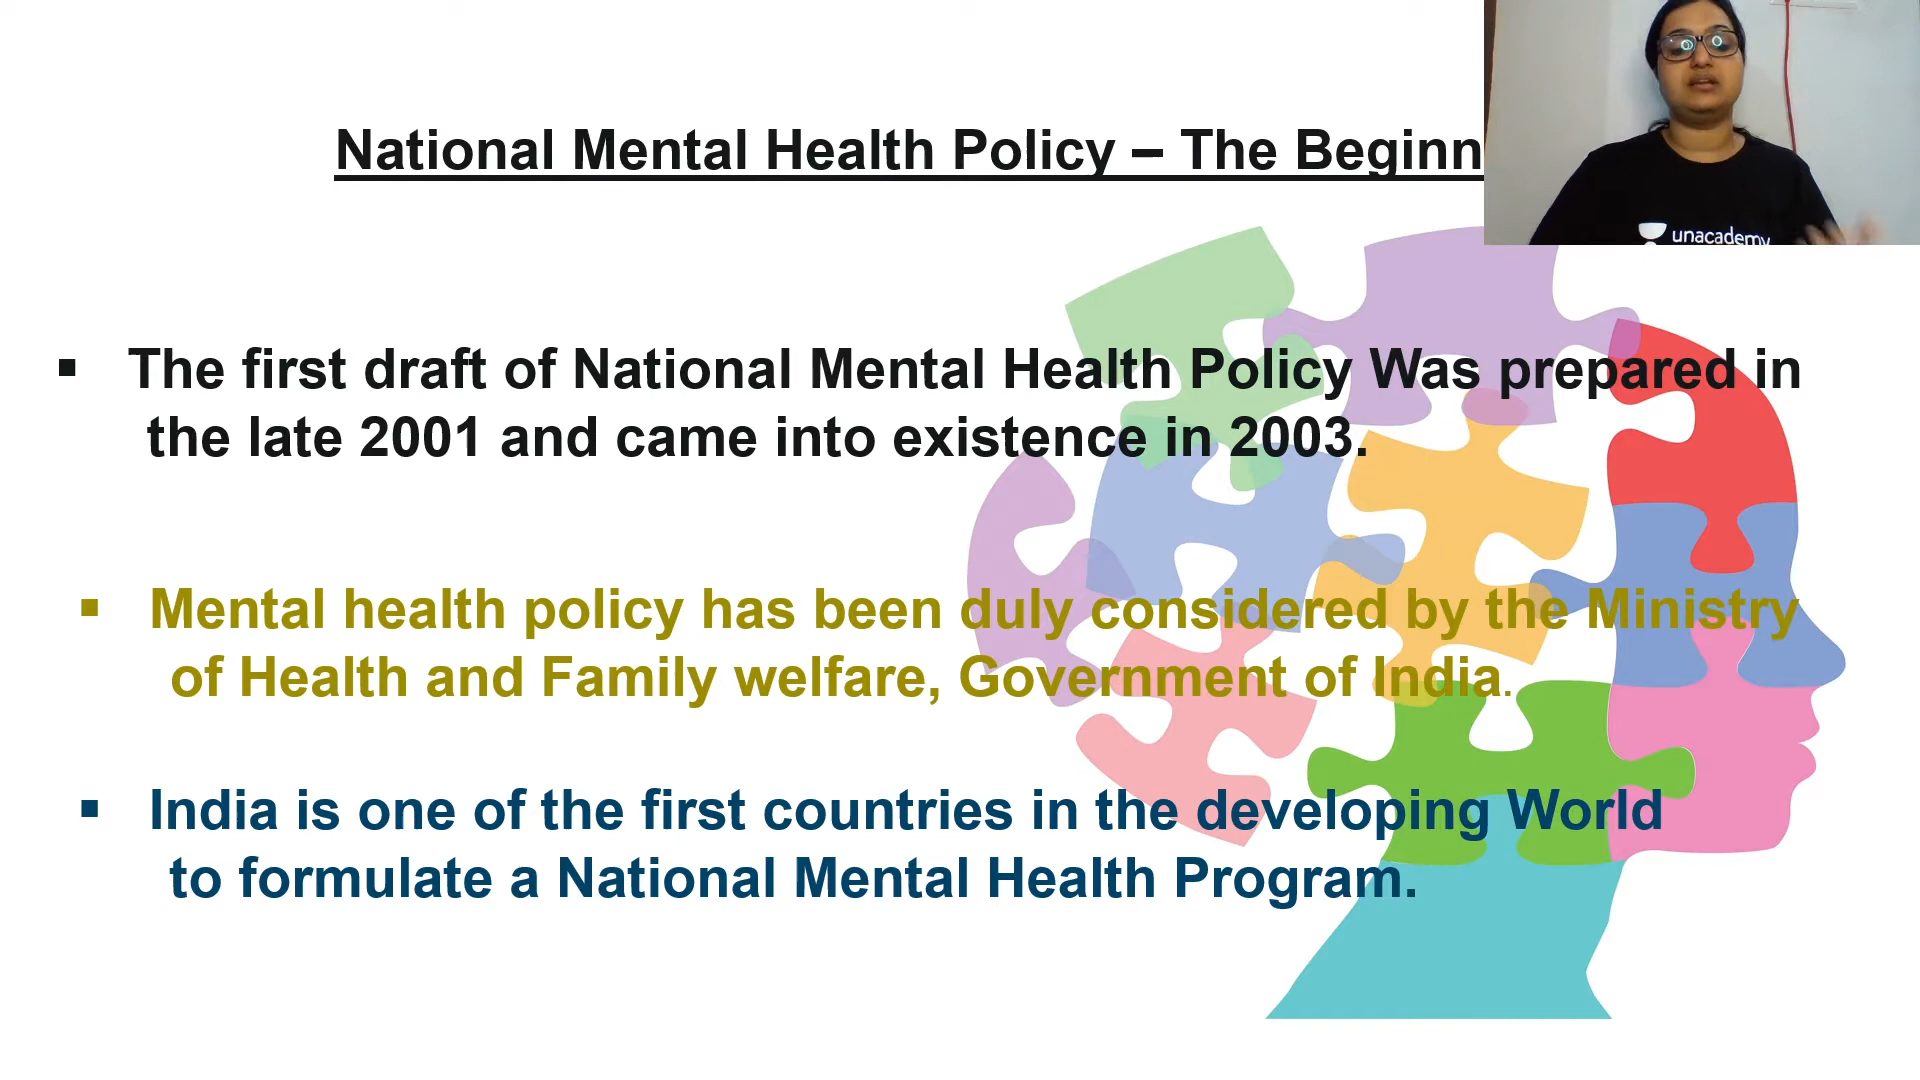 National Mental Health Policy – The Beginn
unacademy
▪ The first draft of National Mental Health Policy Was prepared in
the late 2001 and came into existence in 2003.
▪ Mental health policy has been duly considered by the Ministry
of Health and Family welfare, Government of India.
▪ India is one of the first countries in the developing World
to formulate a National Mental Health Program.